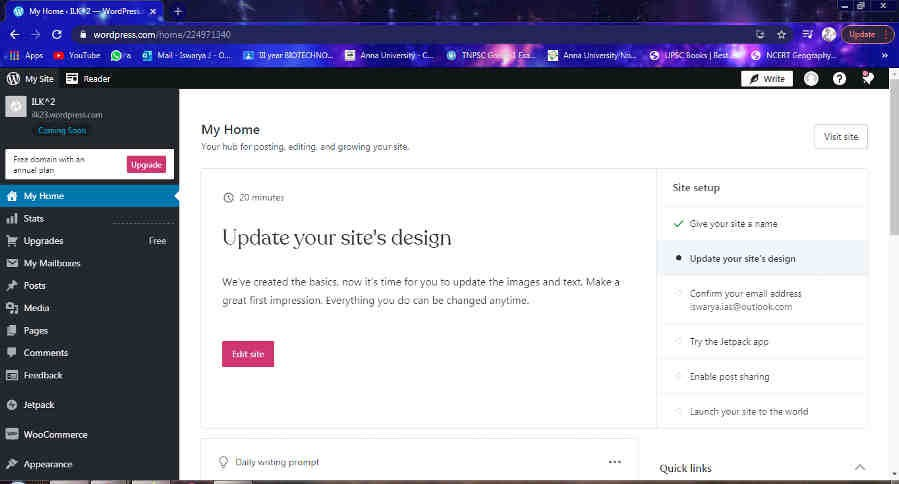 My Home ‹ ILK^2 — WordPress.
wordpress.com/home/224971340
Update
Apps
YouTube
Mail - Iswarya J - O...
III year BIOTECHNO...
Anna University - C...
TNPSC
Anna University No...
UPSC Books | Best
NCERT Geography...
My Site
Reader
Write
ILK^2
ilk23.wordpress.com
Coming Soon
Free domain with an
annual plan
Upgrade
My Home
Stats
Upgrades
Free
My Mailboxes
Posts
Media
Pages
Comments
Feedback
Jetpack
WooCommerce
Appearance
My Home
Your hub for posting, editing, and growing your site.
Visit site
20 minutes
Update your site's design
We've created the basics, now it's time for you to update the images and text. Make a
great first impression. Everything you do can be changed anytime.
Edit site
Site setup
Give your site a name
Update your site's design
Confirm your email address
iswarya.ias@outlook.com
Try the Jetpack app
Enable post sharing
Launch your site to the world
Daily writing prompt
Quick links